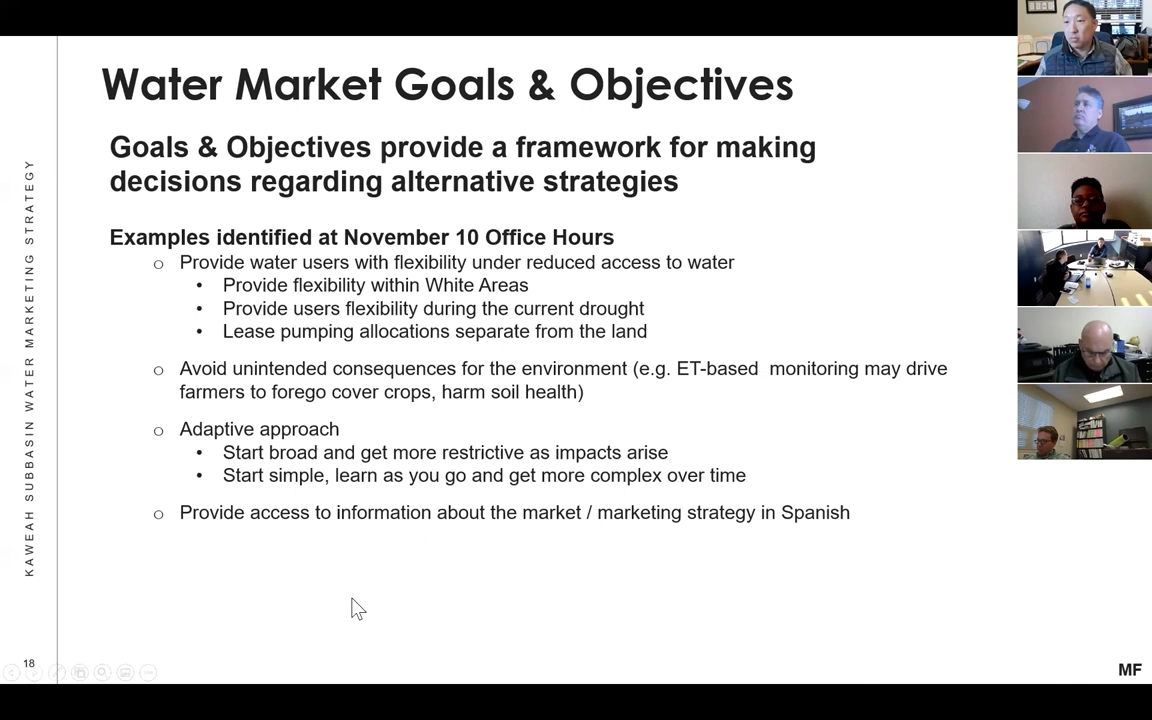 Water Market Goals & Objectives
Goals & Objectives provide a framework for making
decisions regarding alternative strategies
Examples identified at November 10 Office Hours
○ Provide water users with flexibility under reduced access to water
• Provide flexibility within White Areas
• Provide users flexibility during the current drought
• Lease pumping allocations separate from the land
○ Avoid unintended consequences for the environment (e.g. ET-based  monitoring may drive
farmers to forego cover crops, harm soil health)
○ Adaptive approach
• Start broad and get more restrictive as impacts arise
• Start simple, learn as you go and get more complex over time
○ Provide access to information about the market / marketing strategy in Spanish
KAWEAH SUBBASIN WATER MARKETING STRATEGY
18
MF